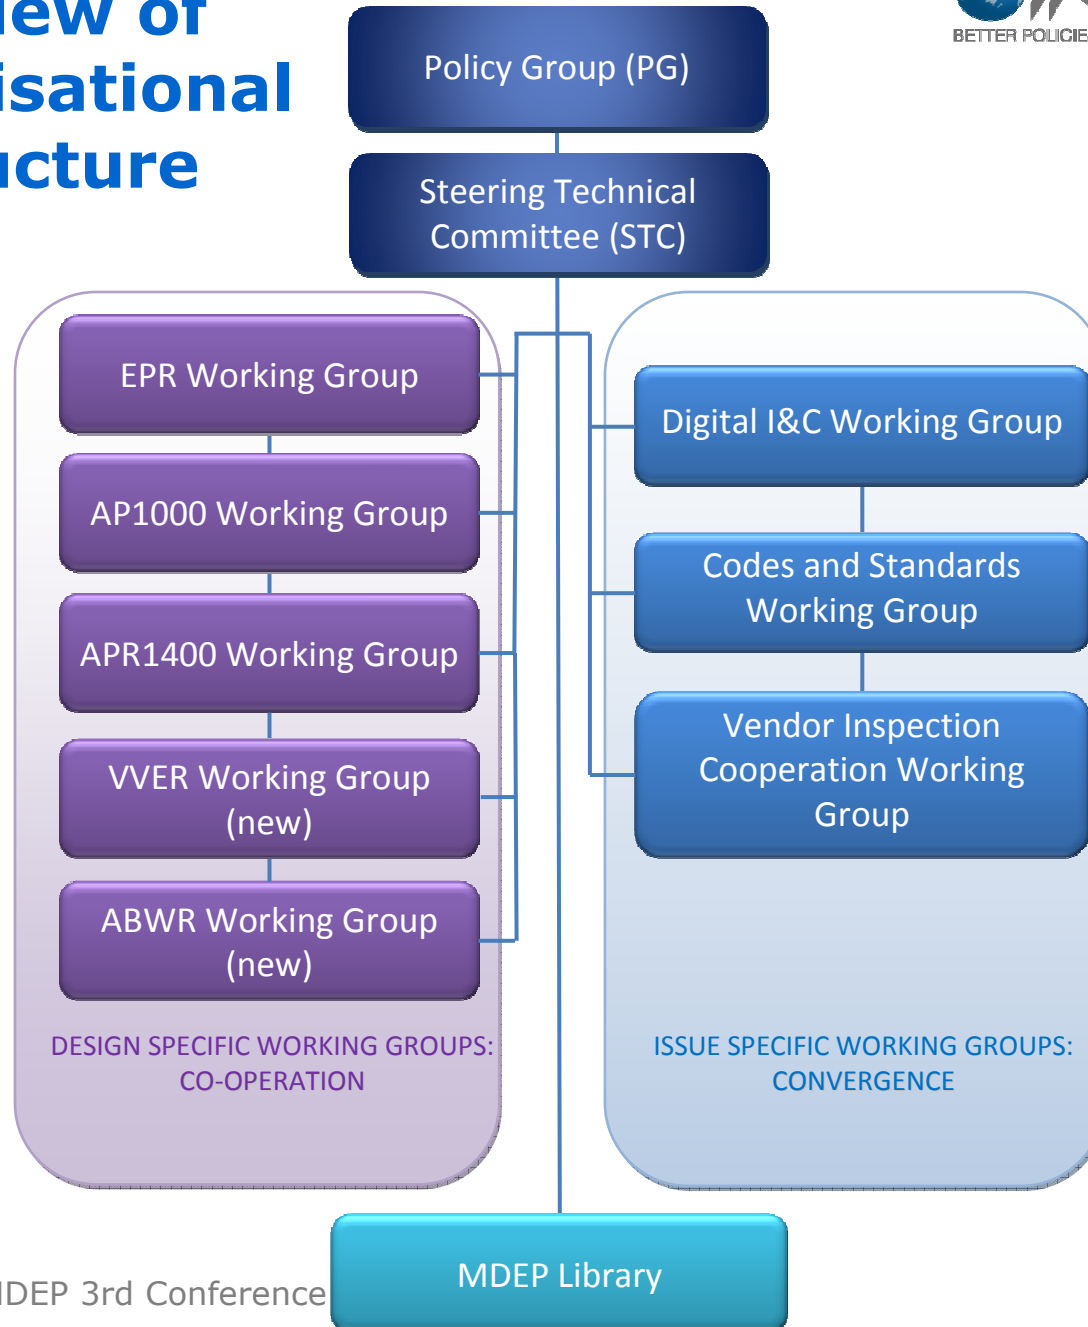 iew of
isational
ucture
BETTER POLICIE
Policy Group (PG)
Steering Technical
Committee (STC)
EPR Working Group
AP1000 Working Group
APR1400 Working Group
VVER Working Group
(new)
ABWR Working Group
(new)
DESIGN SPECIFIC WORKING GROUPS:
CO-OPERATION
Digital I&C Working Group
Codes and Standards
Working Group
Vendor Inspection
Cooperation Working
Group
ISSUE SPECIFIC WORKING GROUPS:
CONVERGENCE
MDEP Library
MDEP 3rd Conference